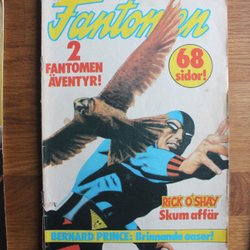 Fantomen
2
FANTOMEN
ÄVENTYR!
68
sidor!
RICK O'SHAY
Skum affär
BERNARD PRINCE: Brinnande oaser!